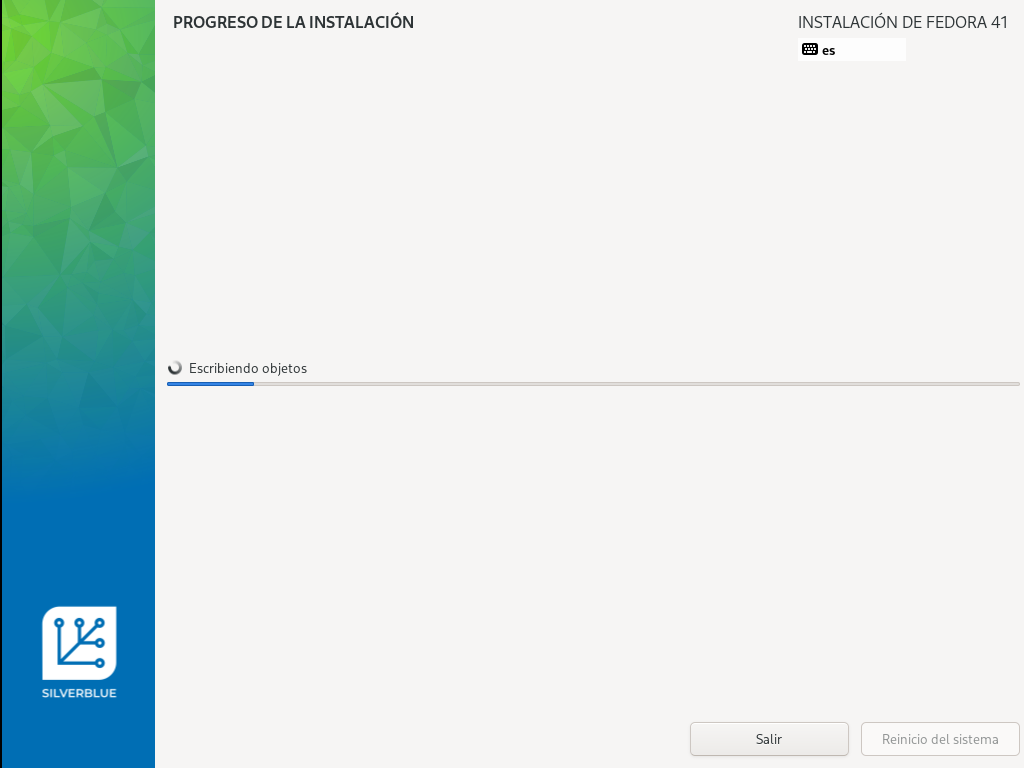 PROGRESO DE LA INSTALACIÓN
INSTALACIÓN DE FEDORA 41
es
Escribiendo objetos
SILVERBLUE
Salir
Reinicio del sistema